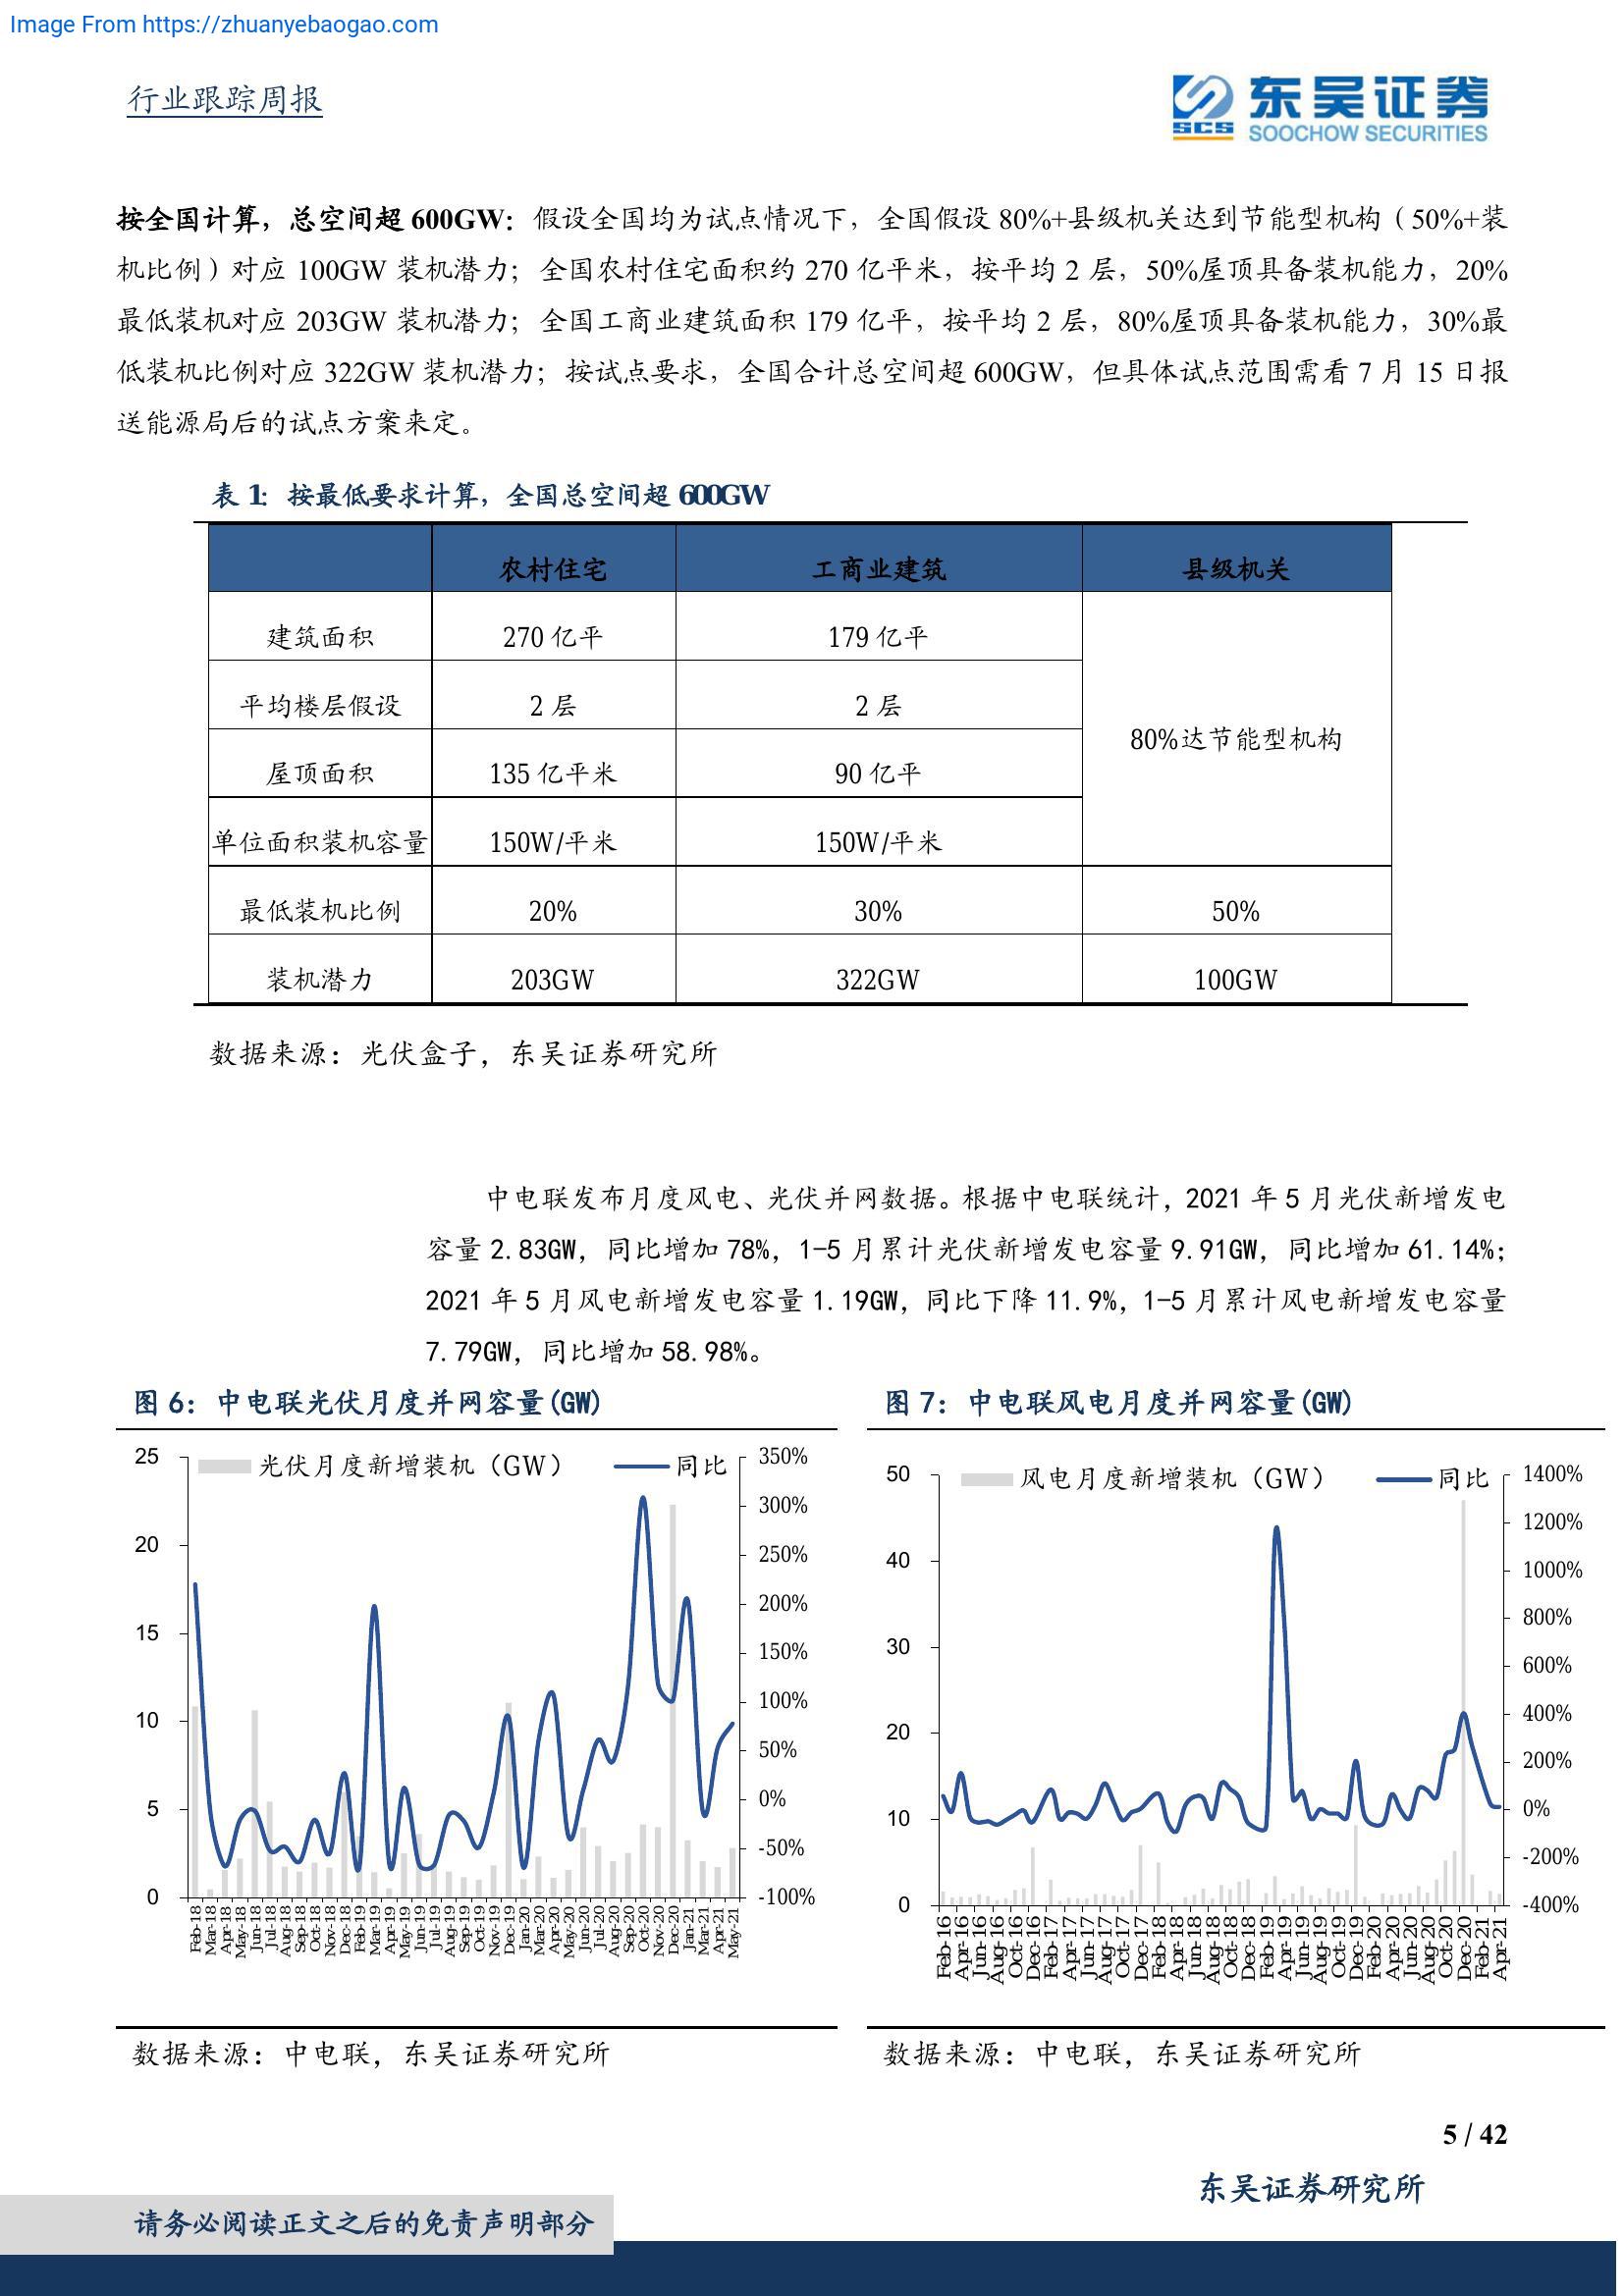 Image From https://zhuanyebaogao.com
行业跟踪周报
东吴证券
SCS
SOOCHOW SECURITIES
按全国计算，总空间超 600GW：假设全国均为试点情况下，全国假设 80%+县级机关达到节能型机构（50%+装
机比例）对应 100GW 装机潜力；全国农村住宅面积约 270 亿平米，按平均 2 层，50%屋顶具备装机能力，20%
最低装机对应 203GW 装机潜力；全国工商业建筑面积 179 亿平，按平均 2 层，80%屋顶具备装机能力，30%最
低装机比例对应 322GW 装机潜力；按试点要求，全国合计总空间超 600GW，但具体试点范围需看 7 月 15 日报
送能源局后的试点方案来定。
表 1：按最低要求计算，全国总空间超 600GW
农村住宅 工商业建筑 县级机关
建筑面积 270 亿平 179 亿平
平均楼层假设 2 层 2 层
80%达节能型机构
屋顶面积 135 亿平米 90 亿平
单位面积装机容量 150W/平米 150W/平米
最低装机比例 20% 30% 50%
装机潜力 203GW 322GW 100GW
数据来源：光伏盒子，东吴证券研究所
中电联发布月度风电、光伏并网数据。根据中电联统计，2021 年 5 月光伏新增发电
容量 2.83GW，同比增加 78%，1-5 月累计光伏新增发电容量 9.91GW，同比增加 61.14%；
2021 年 5 月风电新增发电容量 1.19GW，同比下降 11.9%，1-5 月累计风电新增发电容量
7.79GW，同比增加 58.98%。
图 6：中电联光伏月度并网容量(GW)
光伏月度新增装机（GW） 同比
25
20
15
10
5
0
350%
300%
250%
200%
150%
100%
50%
0%
-50%
-100%
Feb-18 Mar-18 Apr-18 May-18 Jun-18 Jul-18 Aug-18 Sep-18 Oct-18 Nov-18 Dec-18 Feb-19 Mar-19 Apr-19 May-19 Jun-19 Jul-19 Aug-19 Sep-19 Oct-19 Nov-19 Dec-19 Jan-20 Mar-20 Apr-20 May-20 Jun-20 Jul-20 Aug-20 Sep-20 Oct-20 Nov-20 Dec-20 Jan-21 Mar-21 Apr-21 May-21
数据来源：中电联，东吴证券研究所
图 7：中电联风电月度并网容量(GW)
风电月度新增装机（GW） 同比
50
40
30
20
10
0
1400%
1200%
1000%
800%
600%
400%
200%
0%
-200%
-400%
Feb-16 Apr-16 Jun-16 Aug-16 Oct-16 Dec-16 Feb-17 Apr-17 Jun-17 Aug-17 Oct-17 Dec-17 Feb-18 Apr-18 Jun-18 Aug-18 Oct-18 Dec-18 Feb-19 Apr-19 Jun-19 Aug-19 Oct-19 Dec-19 Feb-20 Apr-20 Jun-20 Aug-20 Oct-20 Dec-20 Feb-21 Apr-21
数据来源：中电联，东吴证券研究所
5 / 42
东吴证券研究所
请务必阅读正文之后的免责声明部分